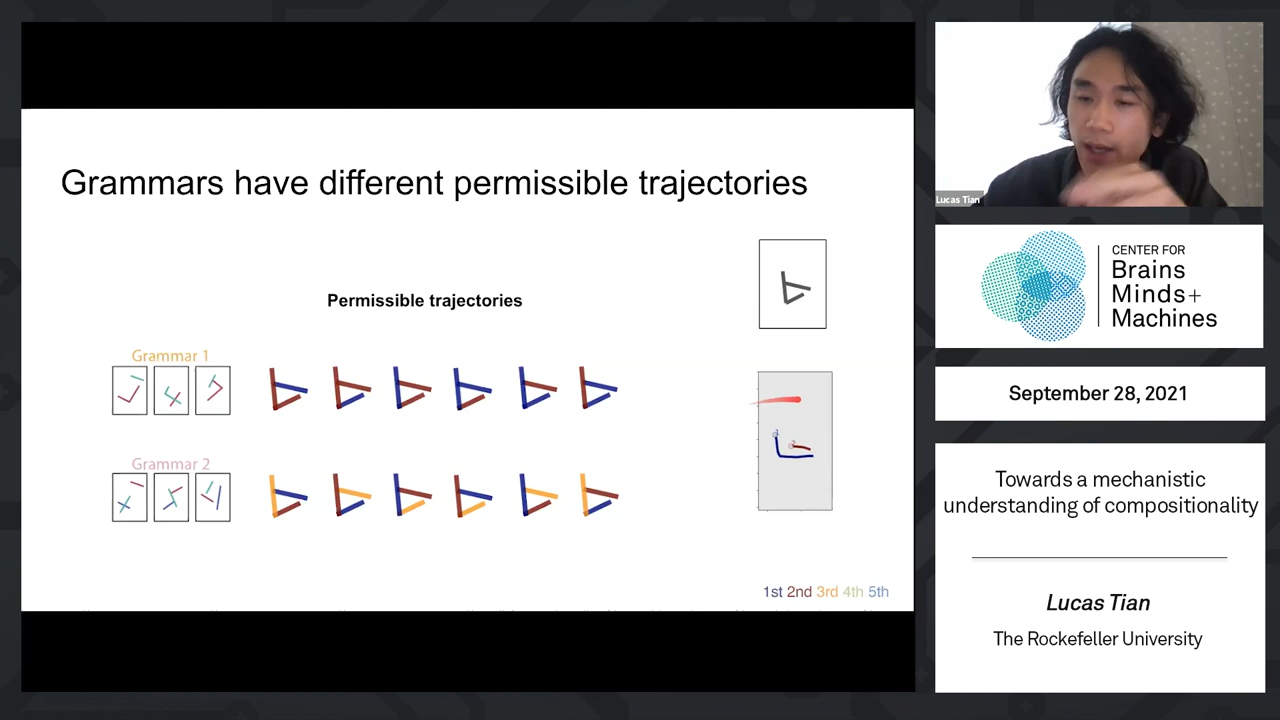 Grammars have different permissible trajectories
Permissible trajectories
Grammar 1
Grammar 2
1st 2nd 3rd 4th 5th
Lucas Tian
CENTER FOR
Brains
Minds+
Machines
September 28, 2021
Towards a mechanistic
understanding of compositionality
Lucas Tian
The Rockefeller University